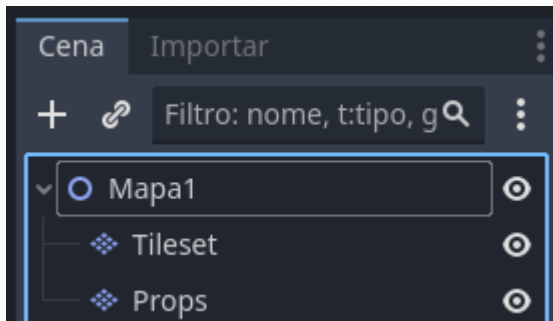 Cena Importar
Filtro: nome, t:tipo, g
Mapa1
Tileset
Props